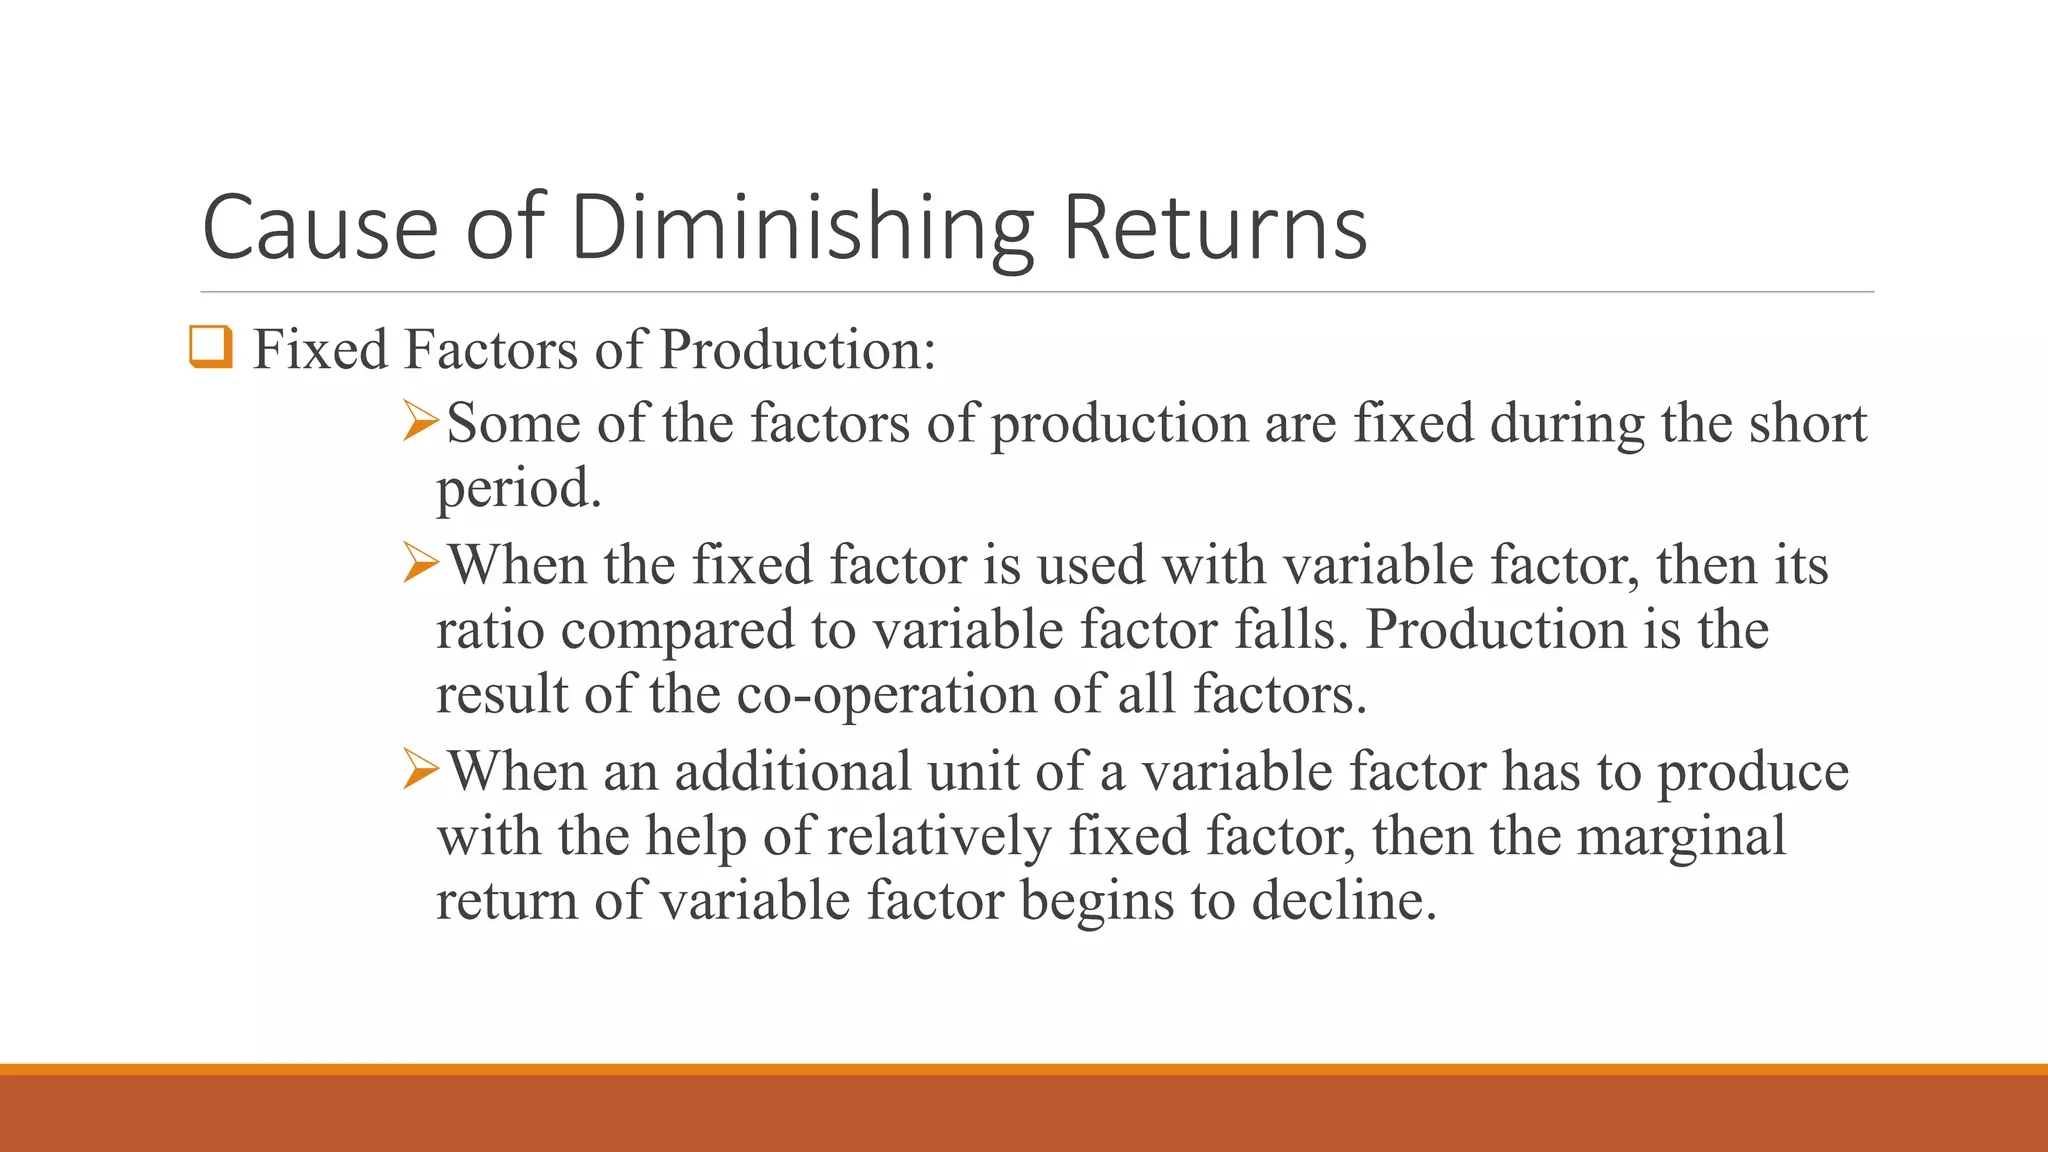 Cause of Diminishing Returns
Fixed Factors of Production:
Some of the factors of production are fixed during the short
period.
When the fixed factor is used with variable factor, then its
ratio compared to variable factor falls. Production is the
result of the co-operation of all factors.
When an additional unit of a variable factor has to produce
with the help of relatively fixed factor, then the marginal
return of variable factor begins to decline.